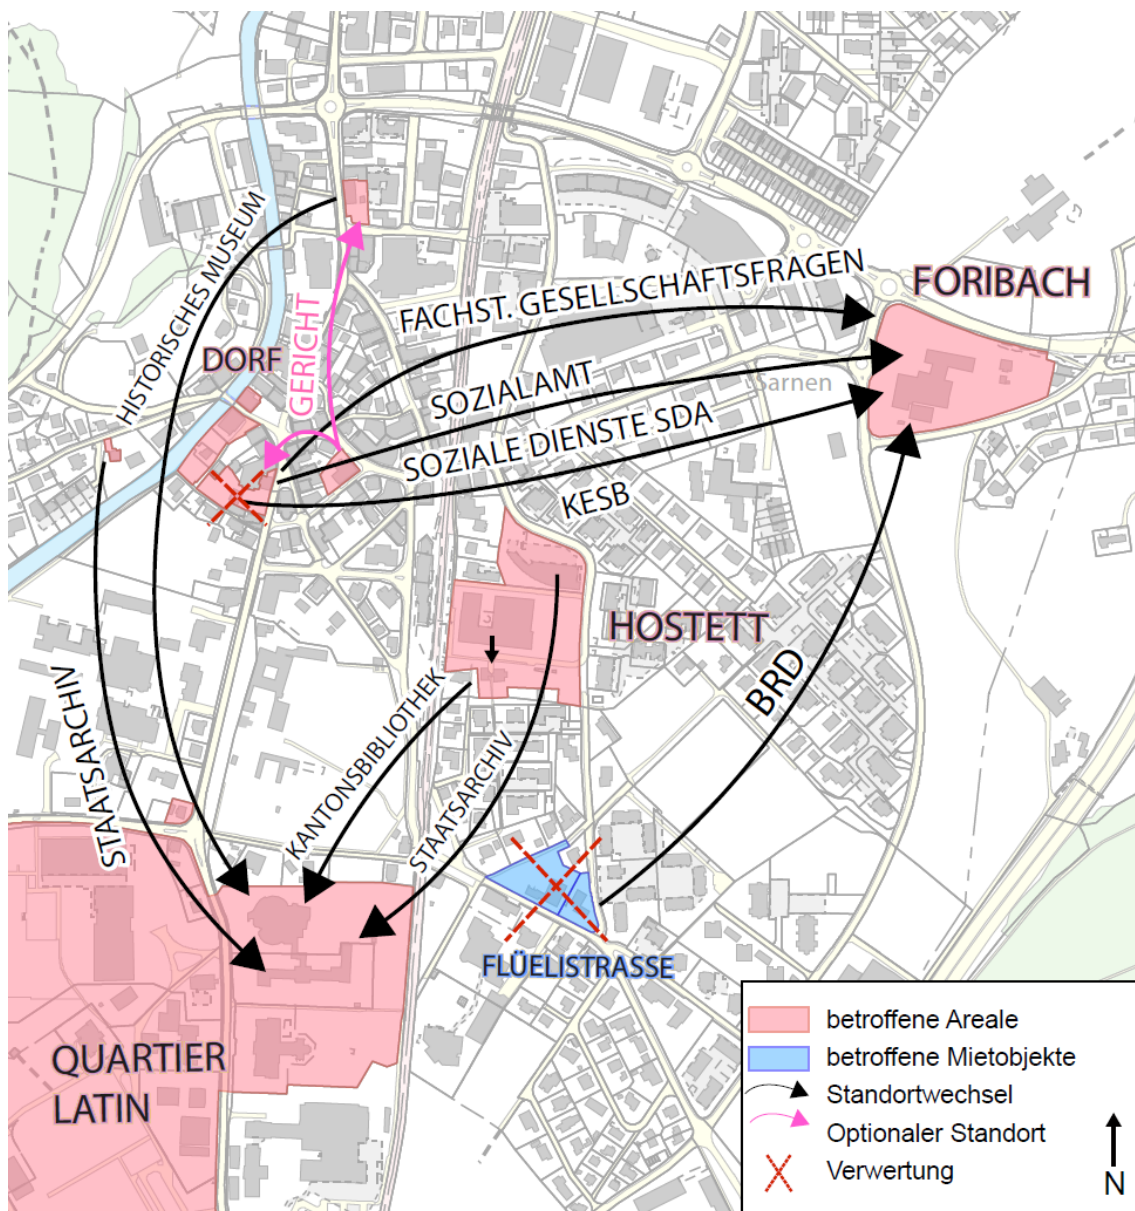 HISTORISCHES MUSEUM
FACHST. GESELLSCHAFTSFRAGEN
FORIBACH
DORF
GERICHT
SOZIALAMT
Sarnen
SOZIALE DIENSTE SDA
KESB
HOSTETT
STAATSARCHIV
KANTONSBIBLIOTHEK
STAATSARCHIV
BRD
FLÜELISTRASSE
QUARTIER
LATIN
betroffene Areale
betroffene Mietobjekte
Standortwechsel
Optionaler Standort
Verwertung
N